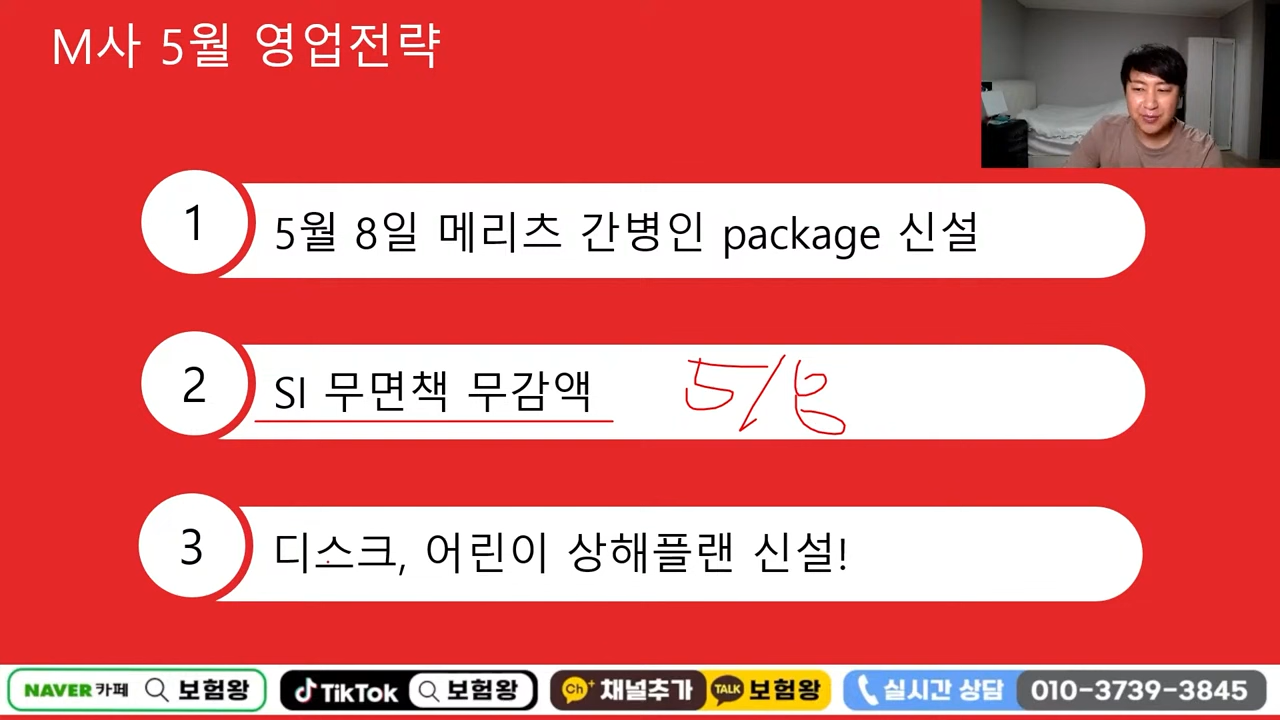 M사 5월 영업전략
1
5월 8일 메리츠 간병인 package 신설
2
SI 무면책 무감액
5/8
3
디스크, 어린이 상해플랜 신설!
NAVER 카페 보험왕
TikTok 보험왕
Ch+ 채널추가 TALK 보험왕
실시간 상담 010-3739-3845